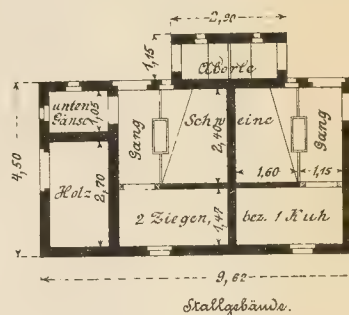 2,90
1,15
Aborte
unten
Gänse
1,05
Gang
Schweine
Gang
4,50
2,40
Holz
2,70
1,60
1,15
2 Ziegen,
1,47
bez. 1 Kuh
9,62
Stallgebäude.